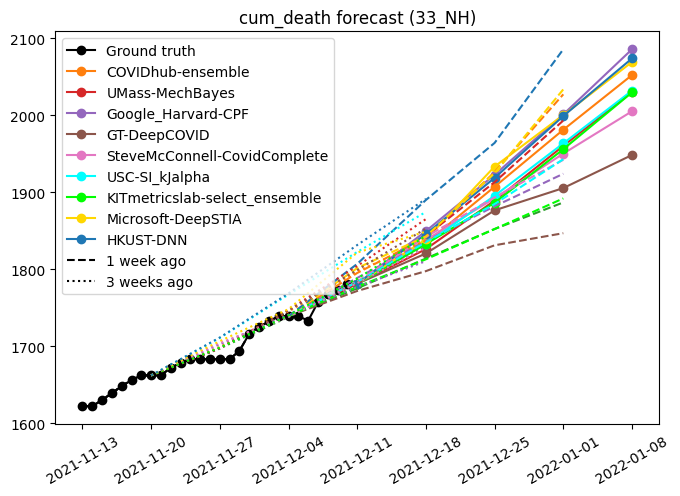 cum_death forecast (33_NH)
2100
2000
1900
1800
1700
1600
Ground truth
COVIDhub-ensemble
UMass-MechBayes
Google_Harvard-CPF
GT-DeepCOVID
SteveMcConnell-CovidComplete
USC-SI_kJalpha
KITmetricslab-select_ensemble
Microsoft-DeepSTIA
HKUST-DNN
1 week ago
3 weeks ago
2021-11-13
2021-11-20
2021-11-27
2021-12-04
2021-12-11
2021-12-18
2021-12-25
2022-01-01
2022-01-08